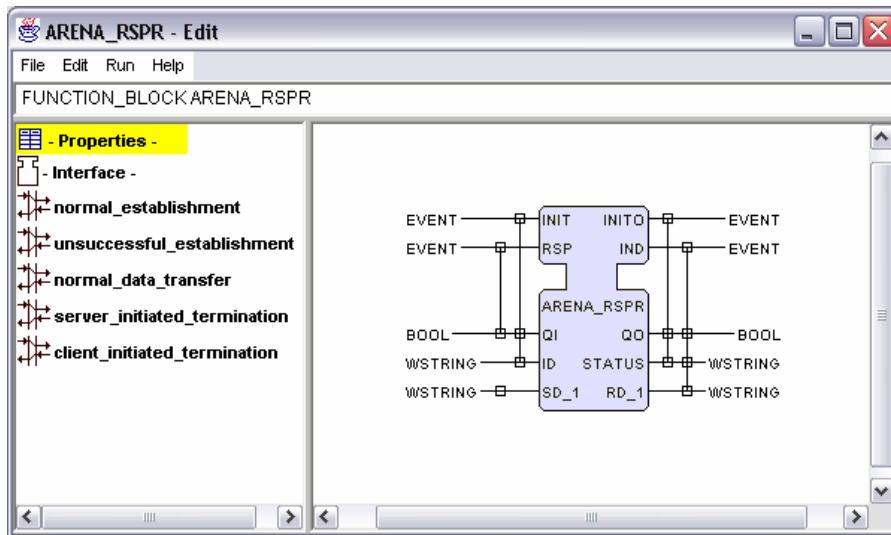 ARENA_RSPR - Edit
File Edit Run Help
FUNCTION_BLOCK ARENA_RSPR
- Properties -
- Interface -
normal_establishment
unsuccessful_establishment
normal_data_transfer
server_initiated_termination
client_initiated_termination
EVENT INIT INITO EVENT
EVENT RSP IND EVENT
ARENA_RSPR
BOOL QI QO BOOL
WSTRING ID STATUS WSTRING
WSTRING SD_1 RD_1 WSTRING